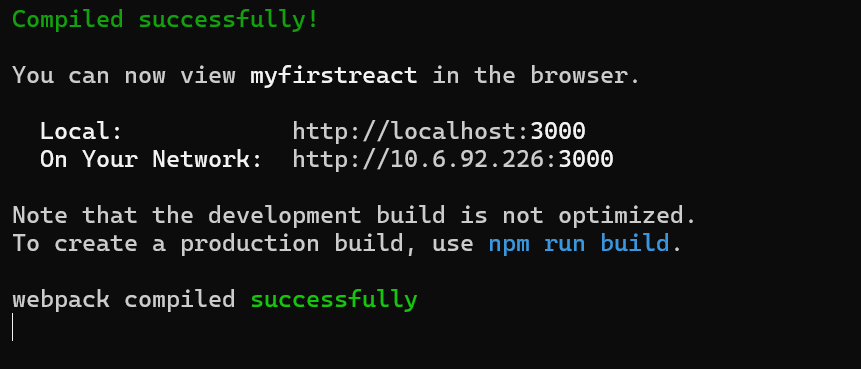 Compiled successfully!
You can now view myfirstreact in the browser.
Local: http://localhost:3000
On Your Network: http://10.6.92.226:3000
Note that the development build is not optimized.
To create a production build, use npm run build.
webpack compiled successfully